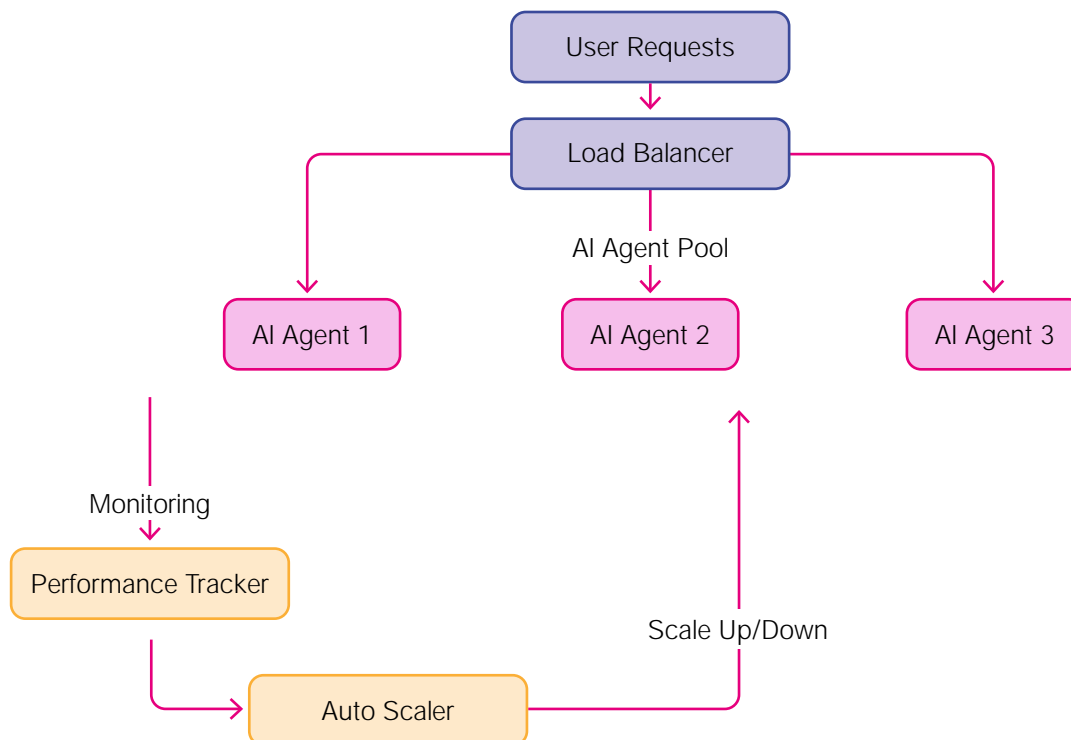 User Requests
Load Balancer
AI Agent Pool
AI Agent 1
AI Agent 2
AI Agent 3
Monitoring
Performance Tracker
Scale Up/Down
Auto Scaler